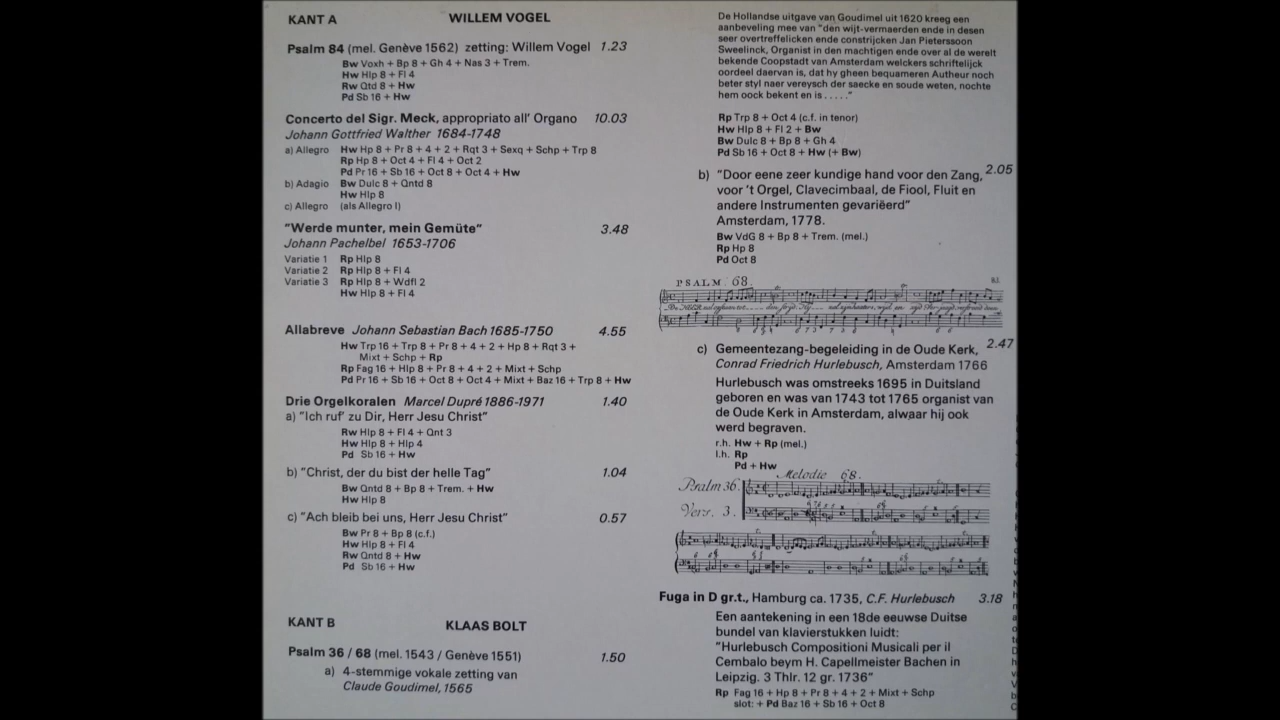 KANT A
WILLEM VOGEL
Psalm 84 (mel. Genève 1562) zetting: Willem Vogel 1.23
Bw Voxh + Bp 8 + Gh 4 + Nas 3 + Trem.
Hw Hlp 8 + Fl 4
Rw Qtd 8 + Hw
Pd Sb 16 + Hw
Concerto del Sigr. Meck, appropriato all' Organo 10.03
Johann Gottfried Walther 1684-1748
a) Allegro Hw Hp 8 + Pr 8 + 4 + 2 + Rqt 3 + Sexq + Schp + Trp 8
Rp Hp 8 + Oct 4 + Fl 4 + Oct 2
Pd Pr 16 + Sb 16 + Oct 8 + Oct 4 + Hw
b) Adagio Bw Dulc 8 + Qntd 8
Hw Hlp 8
c) Allegro (als Allegro I)
"Werde munter, mein Gemüte" 3.48
Johann Pachelbel 1653-1706
Variatie 1 Rp Hlp 8
Variatie 2 Rp Hlp 8 + Fl 4
Variatie 3 Rp Hlp 8 + Wdfl 2
Hw Hlp 8 + Fl 4
Allabreve Johann Sebastian Bach 1685-1750 4.55
Hw Trp 16 + Trp 8 + Pr 8 + 4 + 2 + Hp 8 + Rqt 3 +
Mixt + Schp + Rp
Rp Fag 16 + Hlp 8 + Pr 8 + 4 + 2 + Mixt + Schp
Pd Pr 16 + Sb 16 + Oct 8 + Oct 4 + Mixt + Baz 16 + Trp 8 + Hw
Drie Orgelkoralen Marcel Dupré 1886-1971 1.40
a) "Ich ruf' zu Dir, Herr Jesu Christ"
Rw Hlp 8 + Fl 4 + Qnt 3
Hw Hlp 8 + Hlp 4
Pd Sb 16 + Hw
b) "Christ, der du bist der helle Tag" 1.04
Bw Qntd 8 + Bp 8 + Trem. + Hw
Hw Hlp 8
c) "Ach bleib bei uns, Herr Jesu Christ" 0.57
Bw Pr 8 + Bp 8 (c.f.)
Hw Hlp 8 + Fl 4
Rw Qntd 8 + Hw
Pd Sb 16 + Hw
KANT B
KLAAS BOLT
Psalm 36 / 68 (mel. 1543 / Genève 1551) 1.50
a) 4-stemmige vokale zetting van
Claude Goudimel, 1565
De Hollandse uitgave van Goudimel uit 1620 kreeg een
aanbeveling mee van "den wijt-vermaerden ende in desen
seer overtreffelicken ende constrijcken Jan Pieterssoon
Sweelinck, Organist in den machtigen ende over al de werelt
bekende Coopstadt van Amsterdam welckers schriftelijck
oordeel daervan is, dat hy gheen bequameren Autheur noch
beter styl naer vereysch der saecke en soude weten, nochte
hem oock bekent en is . . . . ."
Rp Trp 8 + Oct 4 (c.f. in tenor)
Hw Hlp 8 + Fl 2 + Bw
Bw Dulc 8 + Bp 8 + Gh 4
Pd Sb 16 + Oct 8 + Hw (+ Bw)
b) "Door eene zeer kundige hand voor den Zang, 2.05
voor 't Orgel, Clavecimbaal, de Fiool, Fluit en
andere Instrumenten gevariëerd"
Amsterdam, 1778.
Bw VdG 8 + Bp 8 + Trem. (mel.)
Rp Hp 8
Pd Oct 8
PSALM 68.
c) Gemeentezang-begeleiding in de Oude Kerk, 2.47
Conrad Friedrich Hurlebusch, Amsterdam 1766
Hurlebusch was omstreeks 1695 in Duitsland
geboren en was van 1743 tot 1765 organist van
de Oude Kerk in Amsterdam, alwaar hij ook
werd begraven.
r.h. Hw + Rp (mel.)
l.h. Rp
Pd + Hw
Melodie 68.
Psalm 36.
Vers. 3.
Fuga in D gr.t., Hamburg ca. 1735, C.F. Hurlebusch 3.18
Een aantekening in een 18de eeuwse Duitse
bundel van klavierstukken luidt:
"Hurlebusch Compositioni Musicali per il
Cembalo beym H. Capellmeister Bachen in
Leipzig. 3 Thlr. 12 gr. 1736"
Rp Fag 16 + Hp 8 + Pr 8 + 4 + 2 + Mixt + Schp
slot: + Pd Baz 16 + Sb 16 + Oct 8